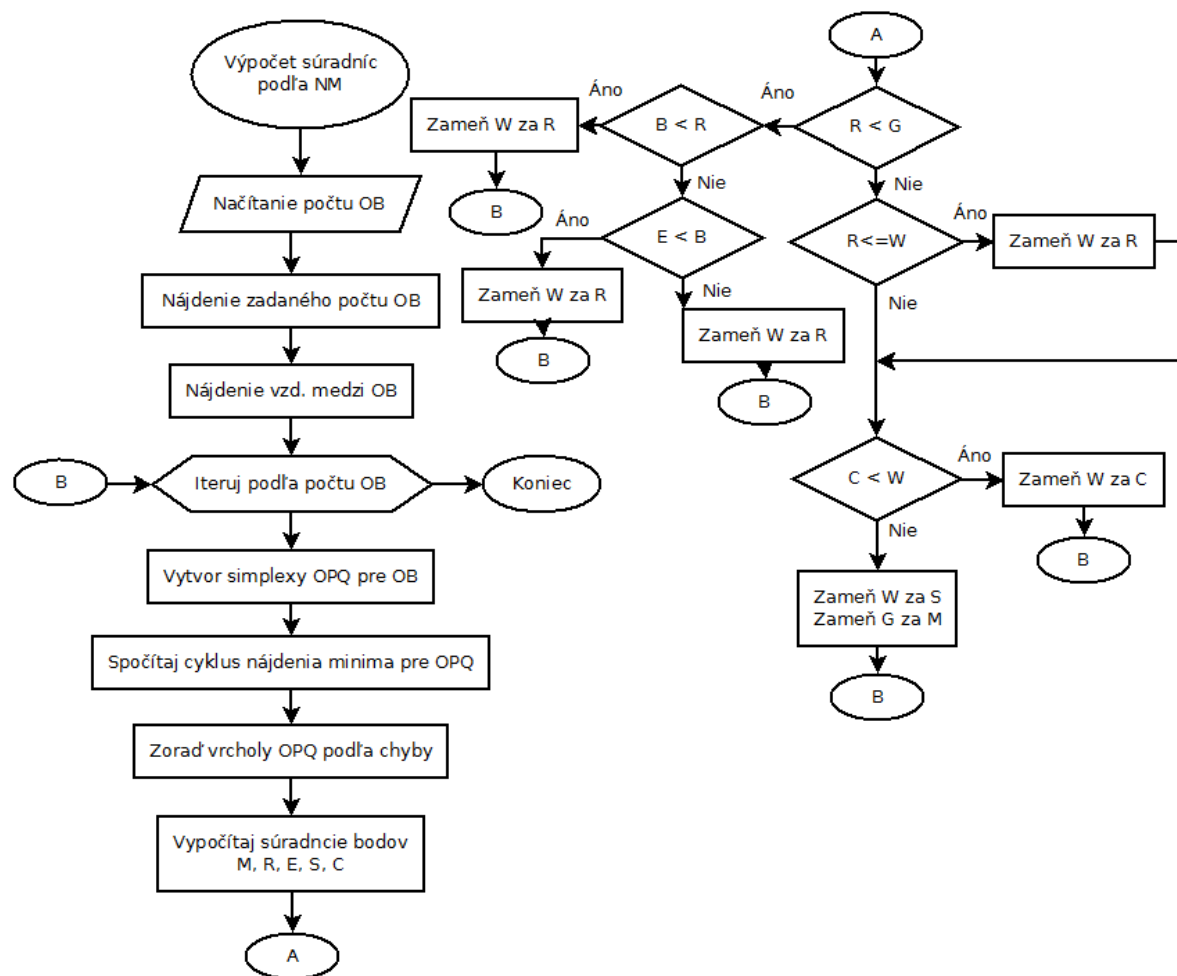 Výpočet súradníc
podľa NM
Načítanie počtu OB
Nájdenie zadaného počtu OB
Nájdenie vzd. medzi OB
B
Iteruj podľa počtu OB
Koniec
Vytvor simplexy OPQ pre OB
Spočítaj cyklus nájdenia minima pre OPQ
Zoraď vrcholy OPQ podľa chyby
Vypočítaj súradncie bodov
M, R, E, S, C
A
A
R < G
Áno
B < R
Áno
Zameň W za R
B
Nie
E < B
Áno
Zameň W za R
B
Nie
Zameň W za R
B
Nie
R<=W
Áno
Zameň W za R
Nie
C < W
Áno
Zameň W za C
B
Nie
Zameň W za S
Zameň G za M
B